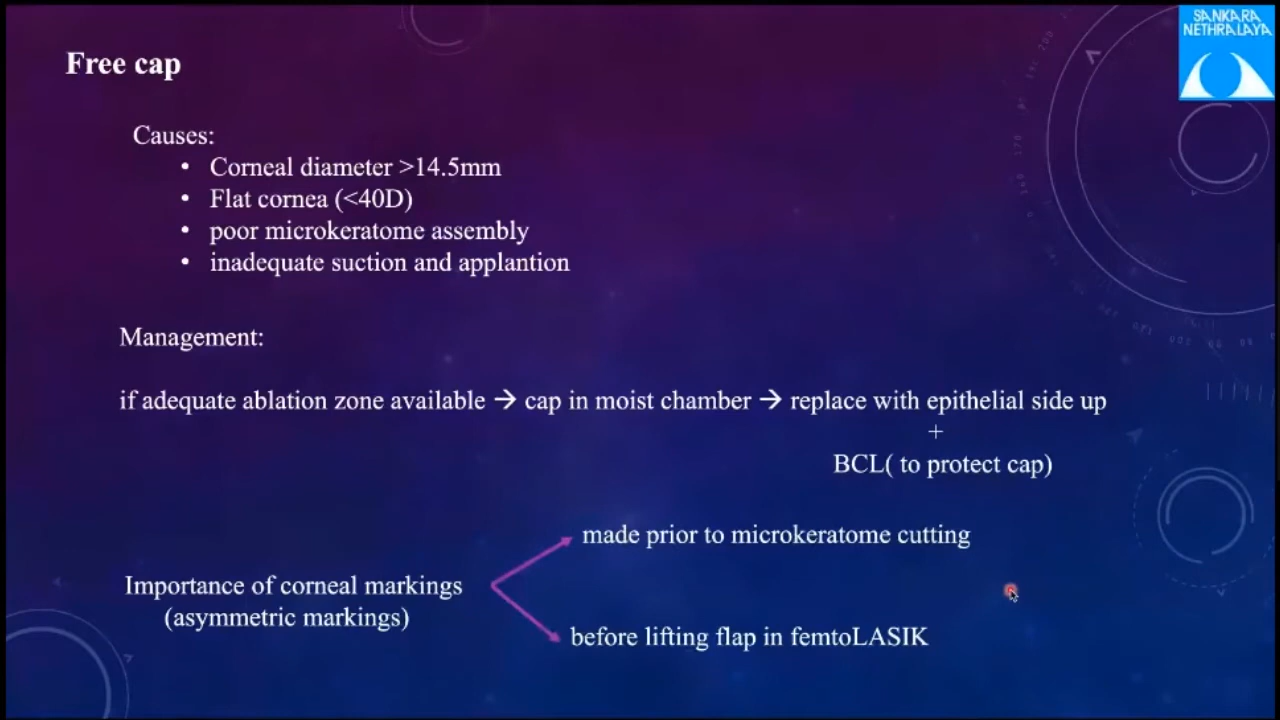 SANKARA
NETHRALAYA
Free cap
Causes:
• Corneal diameter >14.5mm
• Flat cornea (<40D)
• poor microkeratome assembly
• inadequate suction and applantion
Management:
if adequate ablation zone available → cap in moist chamber → replace with epithelial side up
+
BCL( to protect cap)
made prior to microkeratome cutting
Importance of corneal markings
(asymmetric markings)
before lifting flap in femtoLASIK